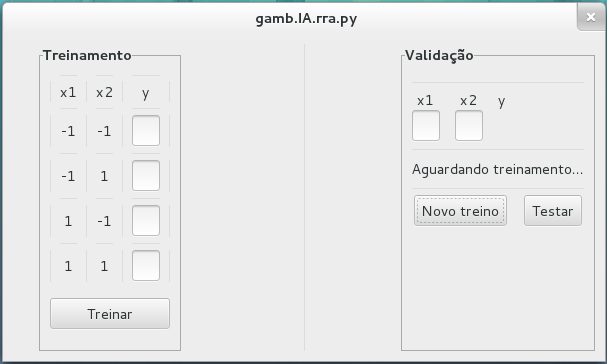 gamb.IA.rra.py
Treinamento
x1 x2 y
-1 -1
-1 1
1 -1
1 1
Treinar
Validação
x1 x2 y
Aguardando treinamento...
Novo treino Testar